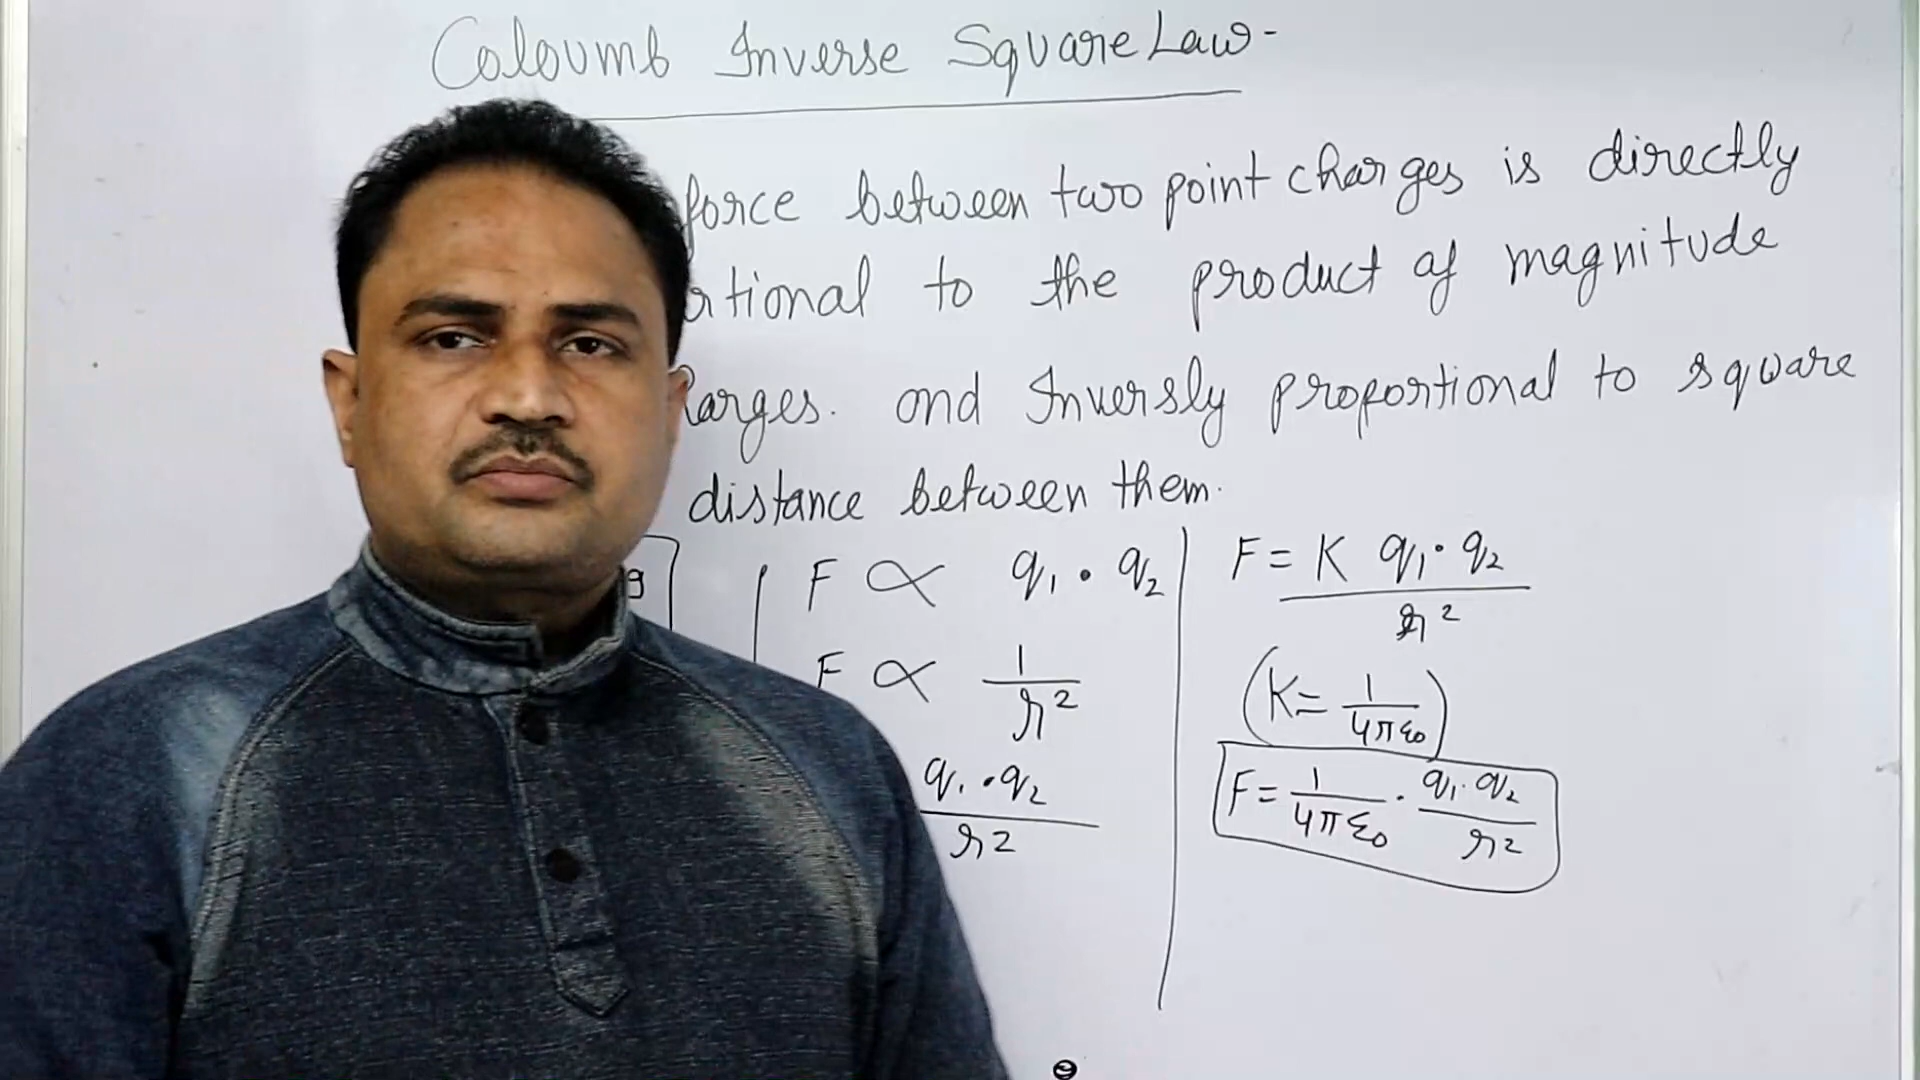 Coloumb Inverse Square Law-
force between two point charges is directly
rtional to the product of magnitude
arges. and Inversly proportional to square
distance between them.
F ∝ q₁ · q₂
F ∝ 1/r²
q₁ · q₂/r²
F = K q₁ · q₂/r²
(K = 1/4πε₀)
F = 1/4πε₀ · q₁ · q₂/r²